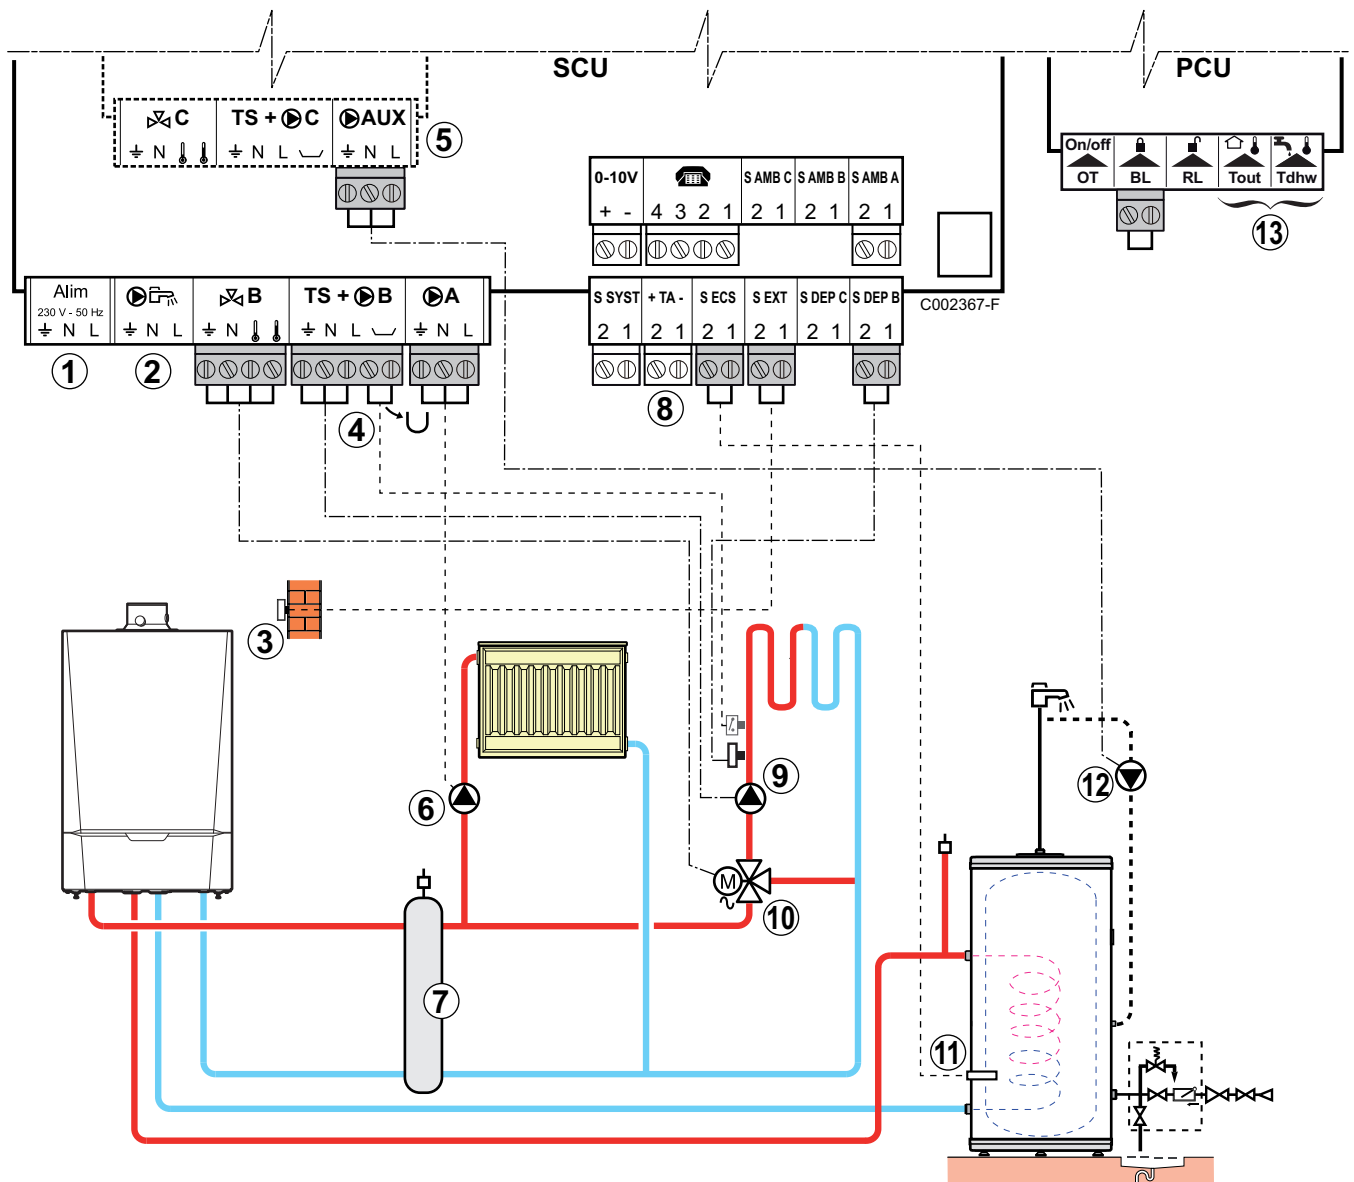 SCU
PCU
C
TS + C
AUX
N
N L
N L
5
On/off
OT
BL
RL
Tout
Tdhw
13
0-10V
S AMB C
S AMB B
S AMB A
+ -
4 3 2 1
2 1
2 1
2 1
C002367-F
Alim
230 V - 50 Hz
N L
N L
B
N
TS + B
N L
A
N L
1
2
4
S SYST
+ TA -
S ECS
S EXT
S DEP C
S DEP B
2 1
2 1
2 1
2 1
2 1
2 1
8
3
6
9
12
M
10
7
11